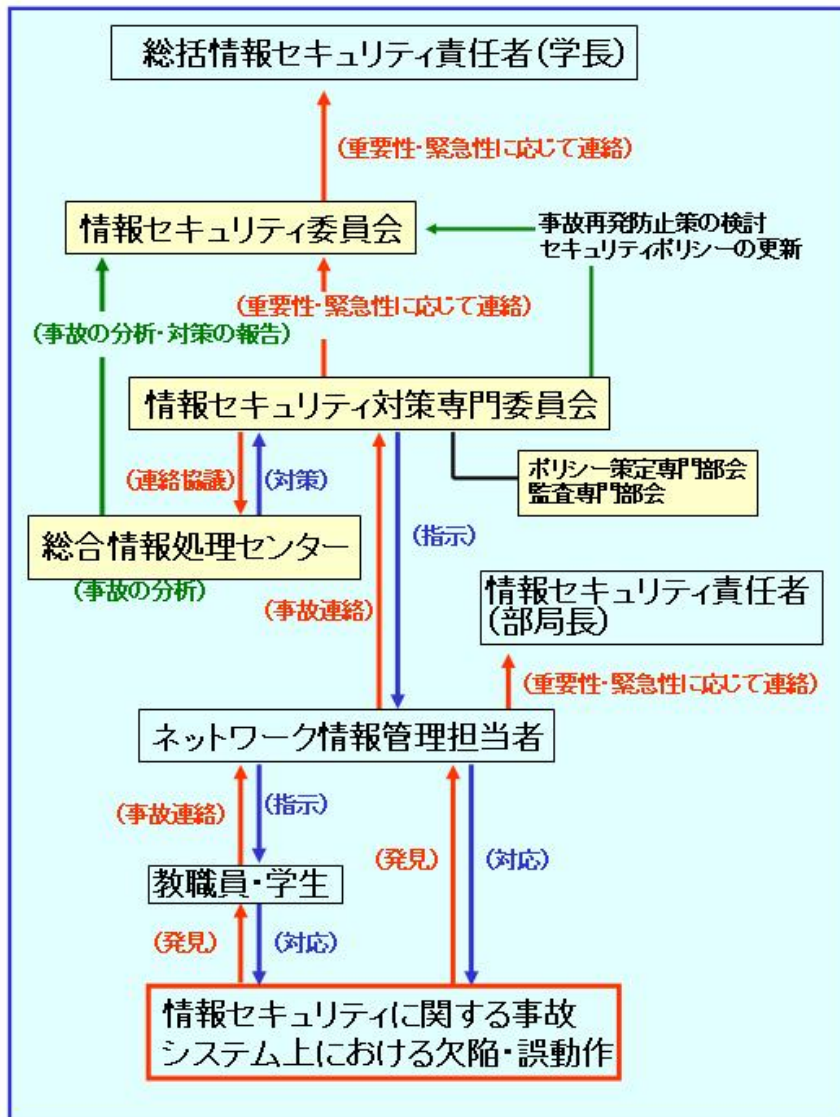 総括情報セキュリティ責任者(学長)
(重要性・緊急性に応じて連絡)
情報セキュリティ委員会
事故再発防止策の検討
セキュリティポリシーの更新
(重要性・緊急性に応じて連絡)
(事故の分析・対策の報告)
情報セキュリティ対策専門委員会
(連絡協議)
(対策)
ポリシー策定専門部会
監査専門部会
総合情報処理センター
(指示)
(事故の分析)
(事故連絡)
情報セキュリティ責任者
(部局長)
(重要性・緊急性に応じて連絡)
ネットワーク情報管理担当者
(事故連絡)
(指示)
(発見)
(対応)
教職員・学生
(発見)
(対応)
情報セキュリティに関する事故
システム上における欠陥・誤動作